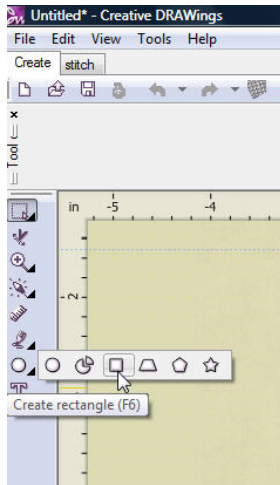 Untitled* - Creative DRAWings
File Edit View Tools Help
Create stitch
Tool
in -5 -4
2
Create rectangle (F6)